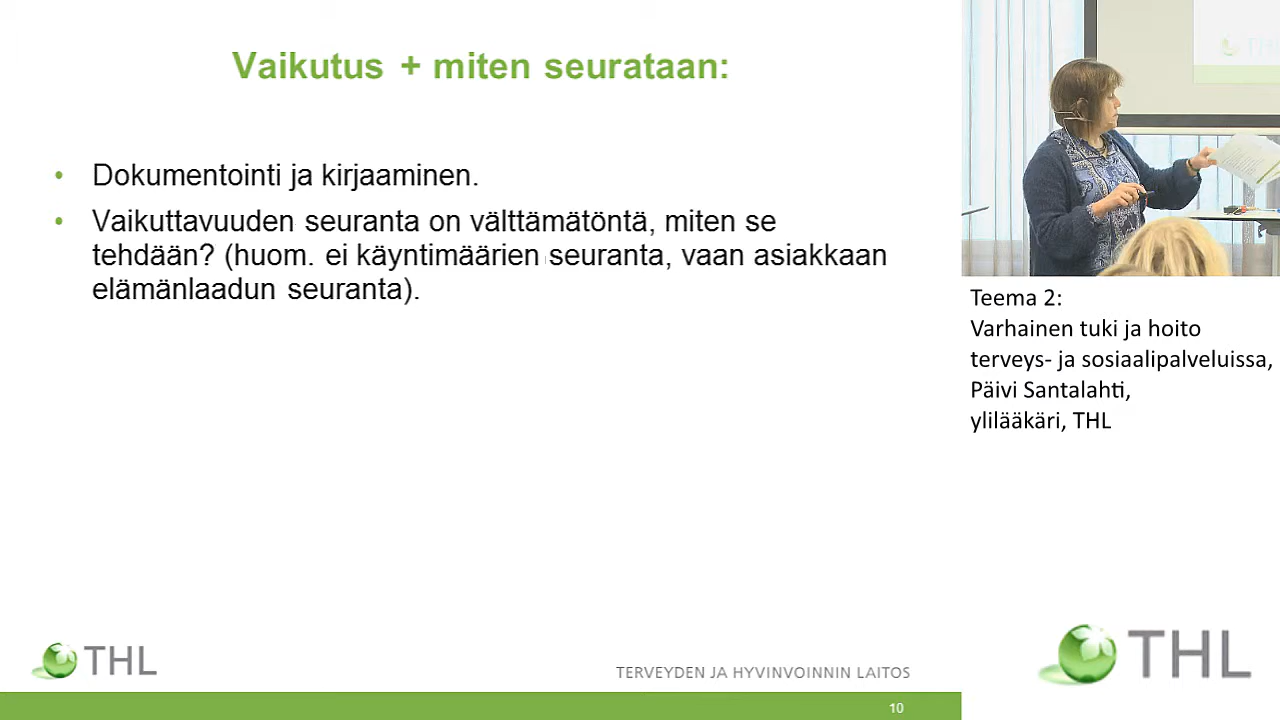 Vaikutus + miten seurataan:
• Dokumentointi ja kirjaaminen.
• Vaikuttavuuden seuranta on välttämätöntä, miten se
tehdään? (huom. ei käyntimäärien seuranta, vaan asiakkaan
elämänlaadun seuranta).
Teema 2:
Varhainen tuki ja hoito
terveys- ja sosiaalipalveluissa,
Päivi Santalahti,
ylilääkäri, THL
THL
TERVEYDEN JA HYVINVOINNIN LAITOS
THL
10